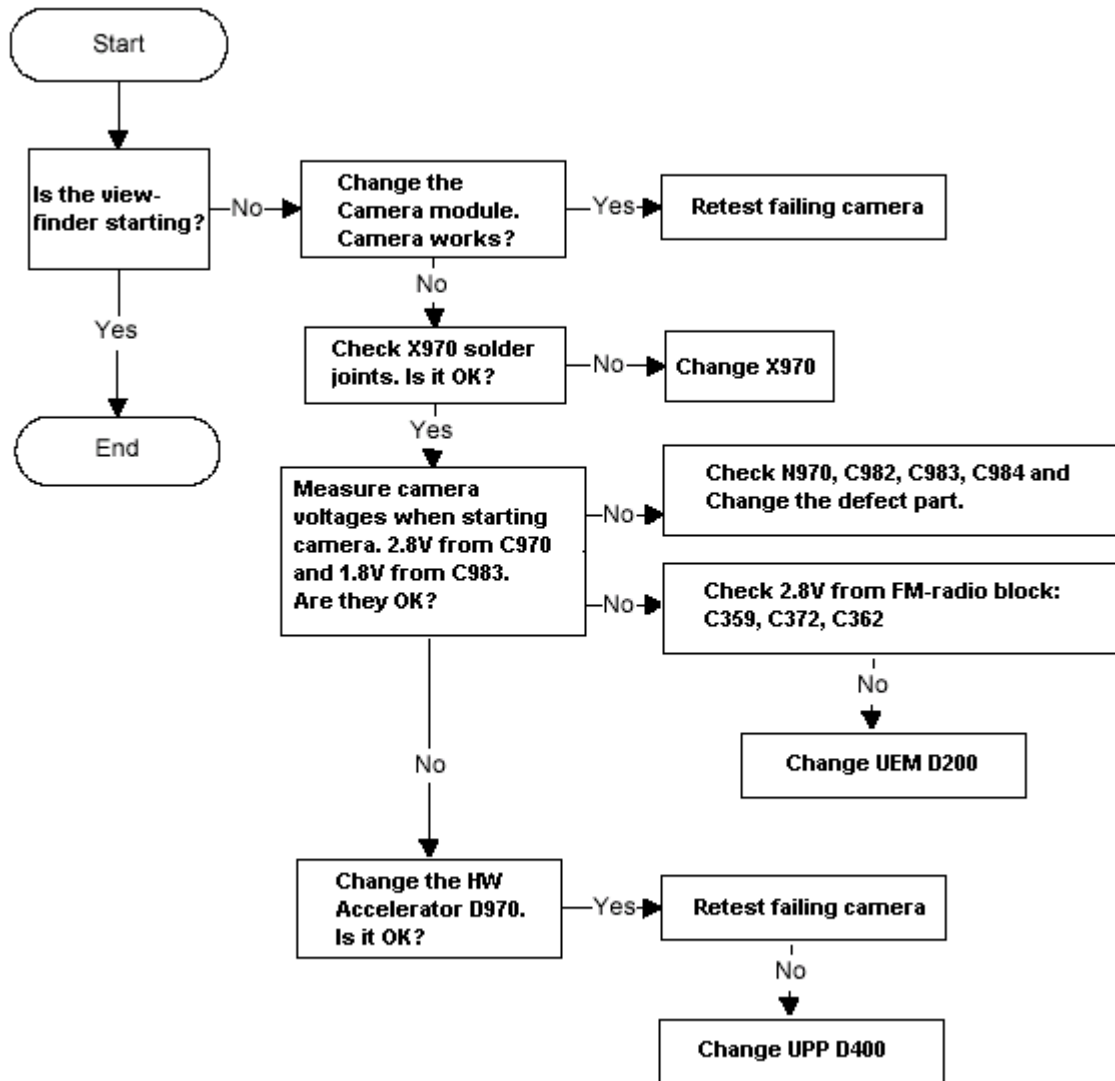 Start
Is the view-
finder starting?
No
Change the
Camera module.
Camera works?
Yes
Retest failing camera
No
Yes
Check X970 solder
joints. Is it OK?
No
Change X970
End
Yes
Measure camera
voltages when starting
camera. 2.8V from C970
and 1.8V from C983.
Are they OK?
No
Check N970, C982, C983, C984 and
Change the defect part.
No
Check 2.8V from FM-radio block:
C359, C372, C362
No
Change UEM D200
No
Change the HW
Accelerator D970.
Is it OK?
Yes
Retest failing camera
No
Change UPP D400